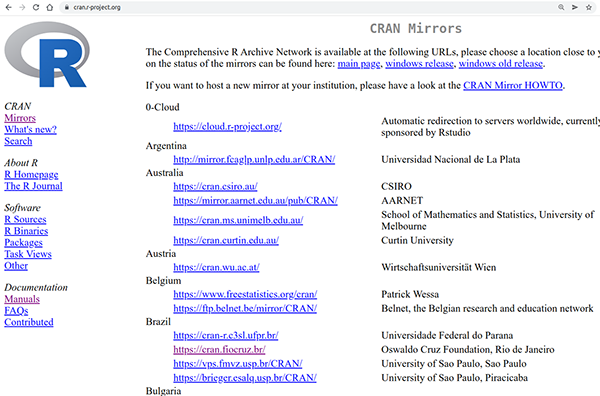 cran.r-project.org
R
CRAN
Mirrors
What's new?
Search
About R
R Homepage
The R Journal
Software
R Sources
R Binaries
Packages
Task Views
Other
Documentation
Manuals
FAQs
Contributed
CRAN Mirrors
The Comprehensive R Archive Network is available at the following URLs, please choose a location close to
on the status of the mirrors can be found here: main page, windows release, windows old release.
If you want to host a new mirror at your institution, please have a look at the CRAN Mirror HOWTO.
0-Cloud
https://cloud.r-project.org/ Automatic redirection to servers worldwide, currently
sponsored by Rstudio
Argentina
http://mirror.fcaglp.unlp.edu.ar/CRAN/ Universidad Nacional de La Plata
Australia
https://cran.csiro.au/ CSIRO
https://mirror.aarnet.edu.au/pub/CRAN/ AARNET
https://cran.ms.unimelb.edu.au/ School of Mathematics and Statistics, University of
Melbourne
https://cran.curtin.edu.au/ Curtin University
Austria
https://cran.wu.ac.at/ Wirtschaftsuniversität Wien
Belgium
https://www.freestatistics.org/cran/ Patrick Wessa
https://ftp.belnet.be/mirror/CRAN/ Belnet, the Belgian research and education network
Brazil
https://cran-r.c3sl.ufpr.br/ Universidade Federal do Parana
https://cran.fiocruz.br/ Oswaldo Cruz Foundation, Rio de Janeiro
https://vps.fmvz.usp.br/CRAN/ University of Sao Paulo, Sao Paulo
https://brieger.esalq.usp.br/CRAN/ University of Sao Paulo, Piracicaba
Bulgaria